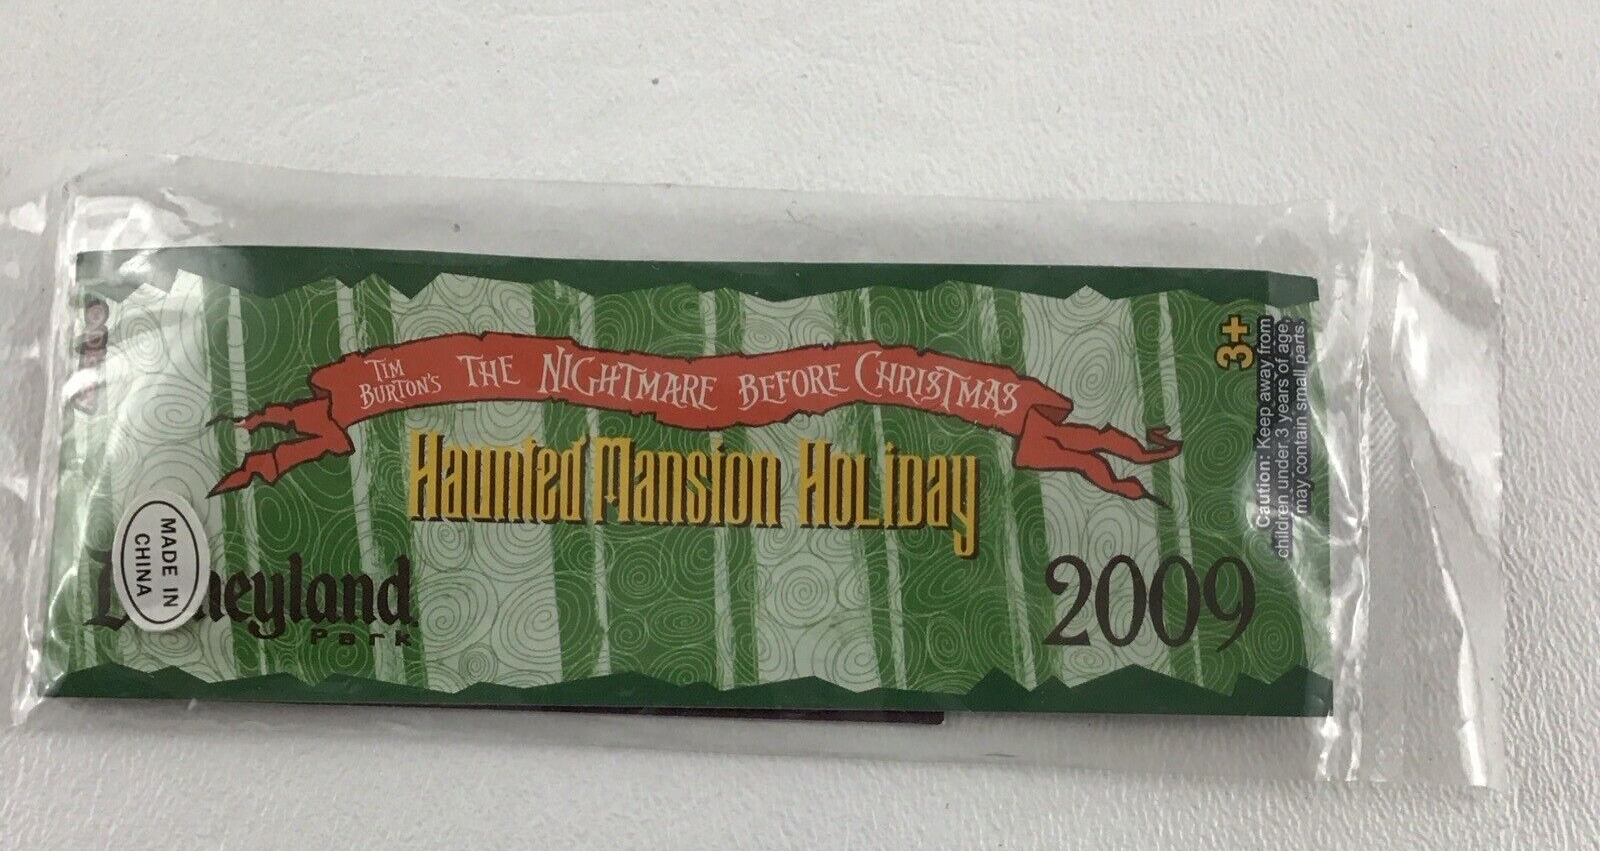 TIM BURTON'S THE NIGHTMARE BEFORE CHRISTMAS
Haunted Mansion Holiday
Park
2009
MADE IN
CHINA
3+
Caution: Keep away from
children under 3 years of age,
may contain small parts.